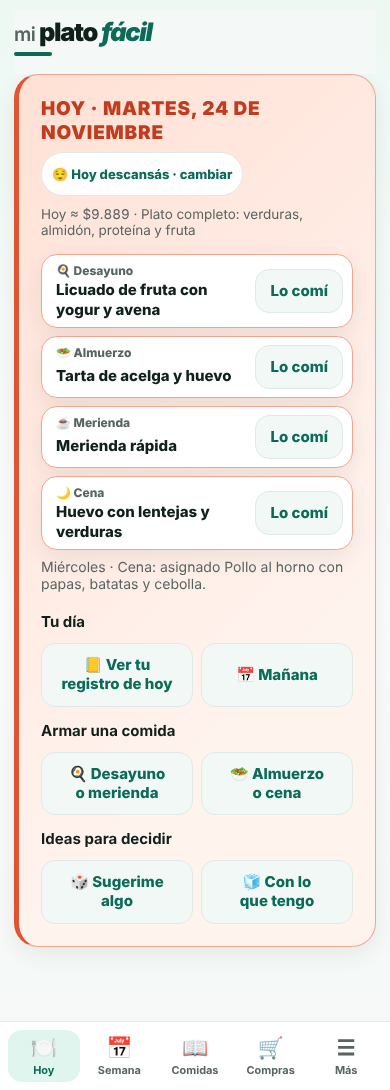 mi plato fácil
HOY · MARTES, 24 DE
NOVIEMBRE
😌 Hoy descansás · cambiar
Hoy ≈ $9.889 · Plato completo: verduras,
almidón, proteína y fruta
🍳 Desayuno
Licuado de fruta con
yogur y avena
Lo comí
🥗 Almuerzo
Tarta de acelga y huevo
Lo comí
☕ Merienda
Merienda rápida
Lo comí
🌙 Cena
Huevo con lentejas y
verduras
Lo comí
Miércoles · Cena: asignado Pollo al horno con
papas, batatas y cebolla.
Tu día
📒 Ver tu
registro de hoy
📅 Mañana
Armar una comida
🍳 Desayuno
o merienda
🥗 Almuerzo
o cena
Ideas para decidir
🎲 Sugerime
algo
🧊 Con lo
que tengo
Hoy
Semana
Comidas
Compras
Más